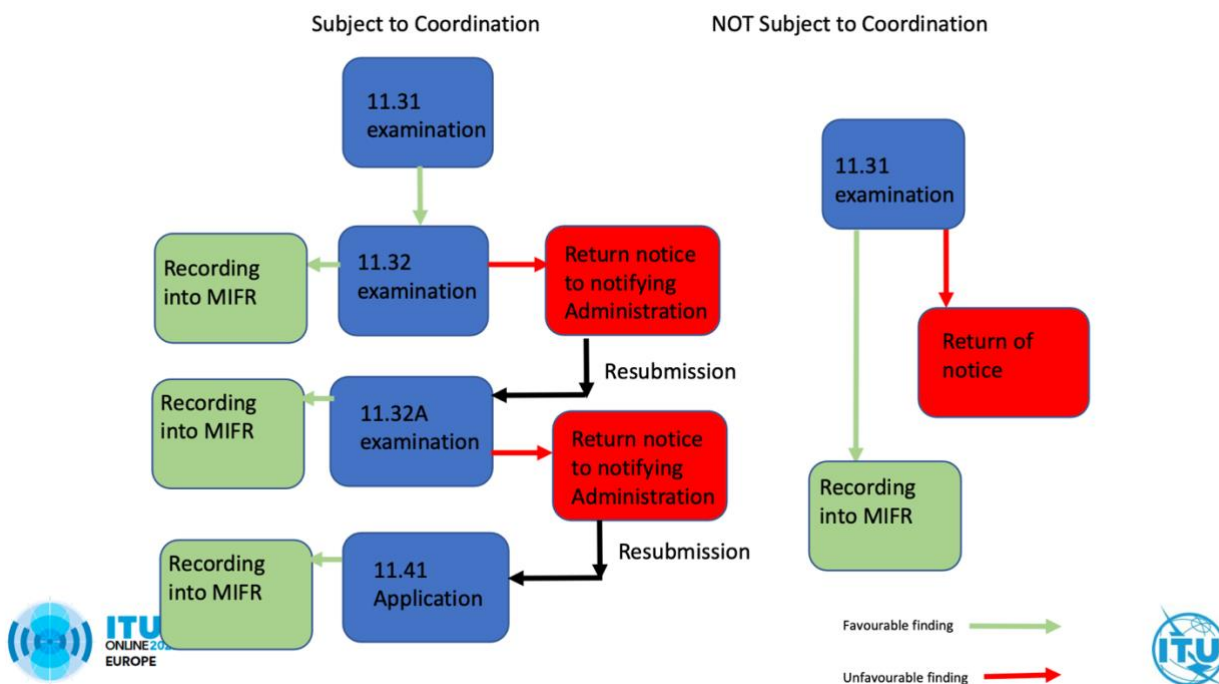 Subject to Coordination
NOT Subject to Coordination
11.31
examination
11.32
examination
Recording
into MIFR
Return notice
to notifying
Administration
Resubmission
11.32A
examination
Recording
into MIFR
Return notice
to notifying
Administration
Resubmission
11.41
Application
Recording
into MIFR
11.31
examination
Return of
notice
Recording
into MIFR
Favourable finding
Unfavourable finding
ITU
ONLINE 202
EUROPE
ITU